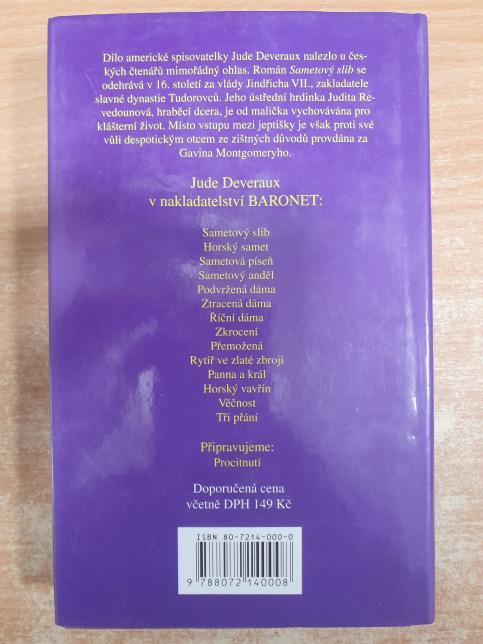 Dílo americké spisovatelky Jude Deveraux nalezlo u čes-
kých čtenářů mimořádný ohlas. Román Sametový slib se
odehrává v 16. století za vlády Jindřicha VII., zakladatele
slavné dynastie Tudorovců. Jeho ústřední hrdinka Judita Re-
vedounová, hraběcí dcera, je od malička vychovávána pro
klášterní život. Místo vstupu mezi jeptišky je však proti své
vůli despotickým otcem ze zištných důvodů provdána za
Gavina Montgomeryho.
Jude Deveraux
v nakladatelství BARONET:
Sametový slib
Horský samet
Sametová píseň
Sametový anděl
Podvržená dáma
Ztracená dáma
Říční dáma
Zkrocení
Přemožená
Rytíř ve zlaté zbroji
Panna a král
Horský vavřín
Věčnost
Tři přání
Připravujeme:
Procitnutí
Doporučená cena
včetně DPH 149 Kč
ISBN 80-7214-000-0
9 788072 140008